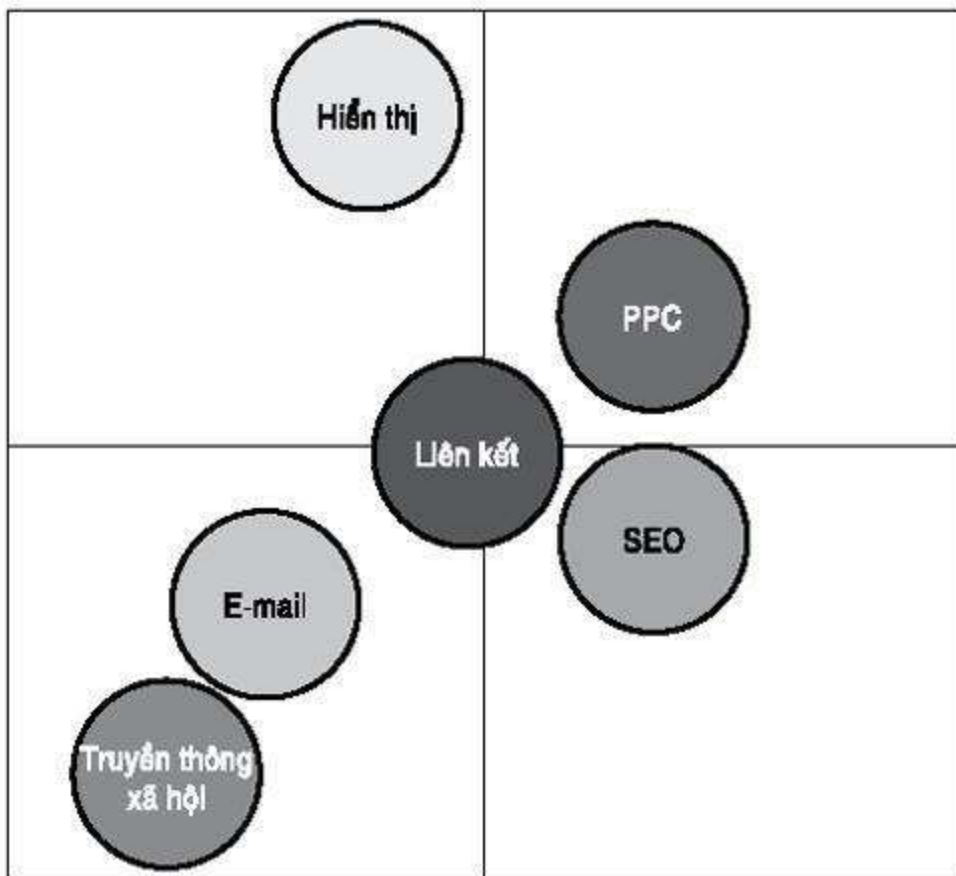 Hiển thị
PPC
Liên kết
SEO
E-mail
Truyền thông
xã hội